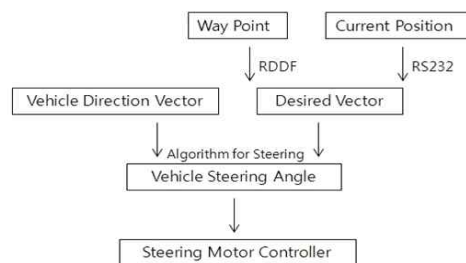 Way Point
Current Position
RDDF
RS232
Vehicle Direction Vector
Desired Vector
Algorithm for Steering
Vehicle Steering Angle
Steering Motor Controller